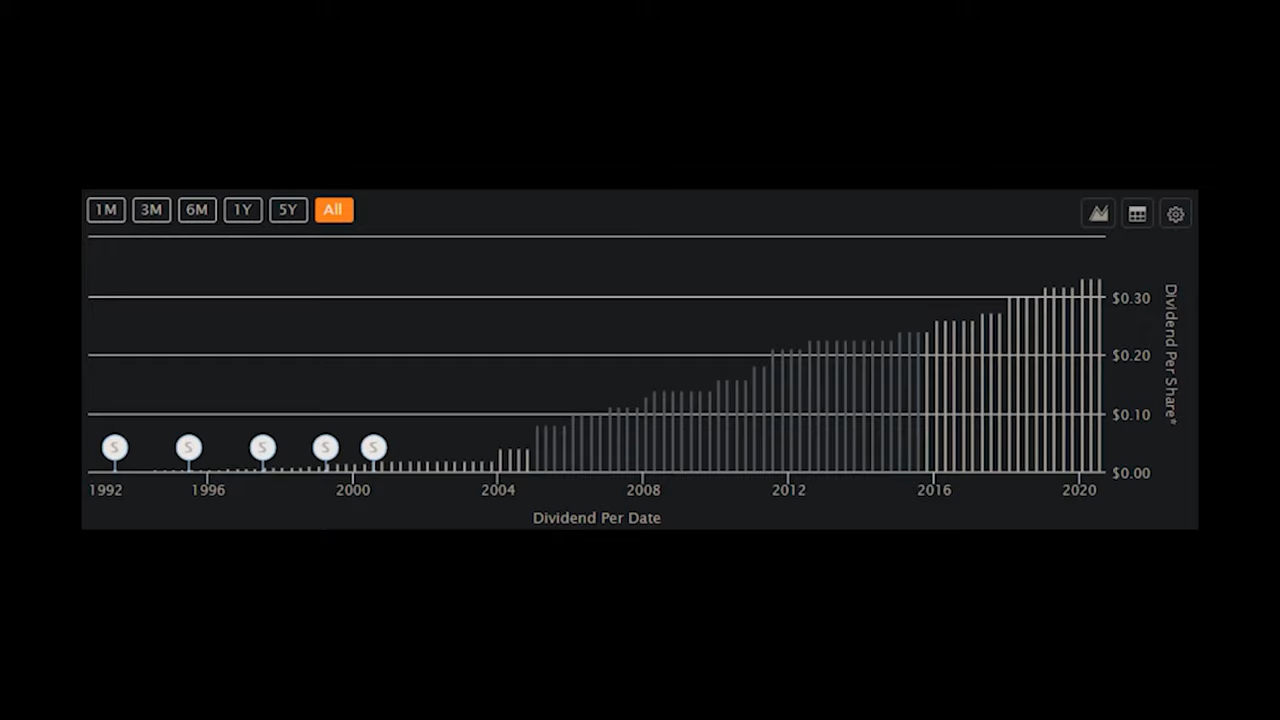 1M 3M 6M 1Y 5Y All
$0.30
$0.20
$0.10
$0.00
Dividend Per Share*
S S S S S
1992 1996 2000 2004 2008 2012 2016 2020
Dividend Per Date